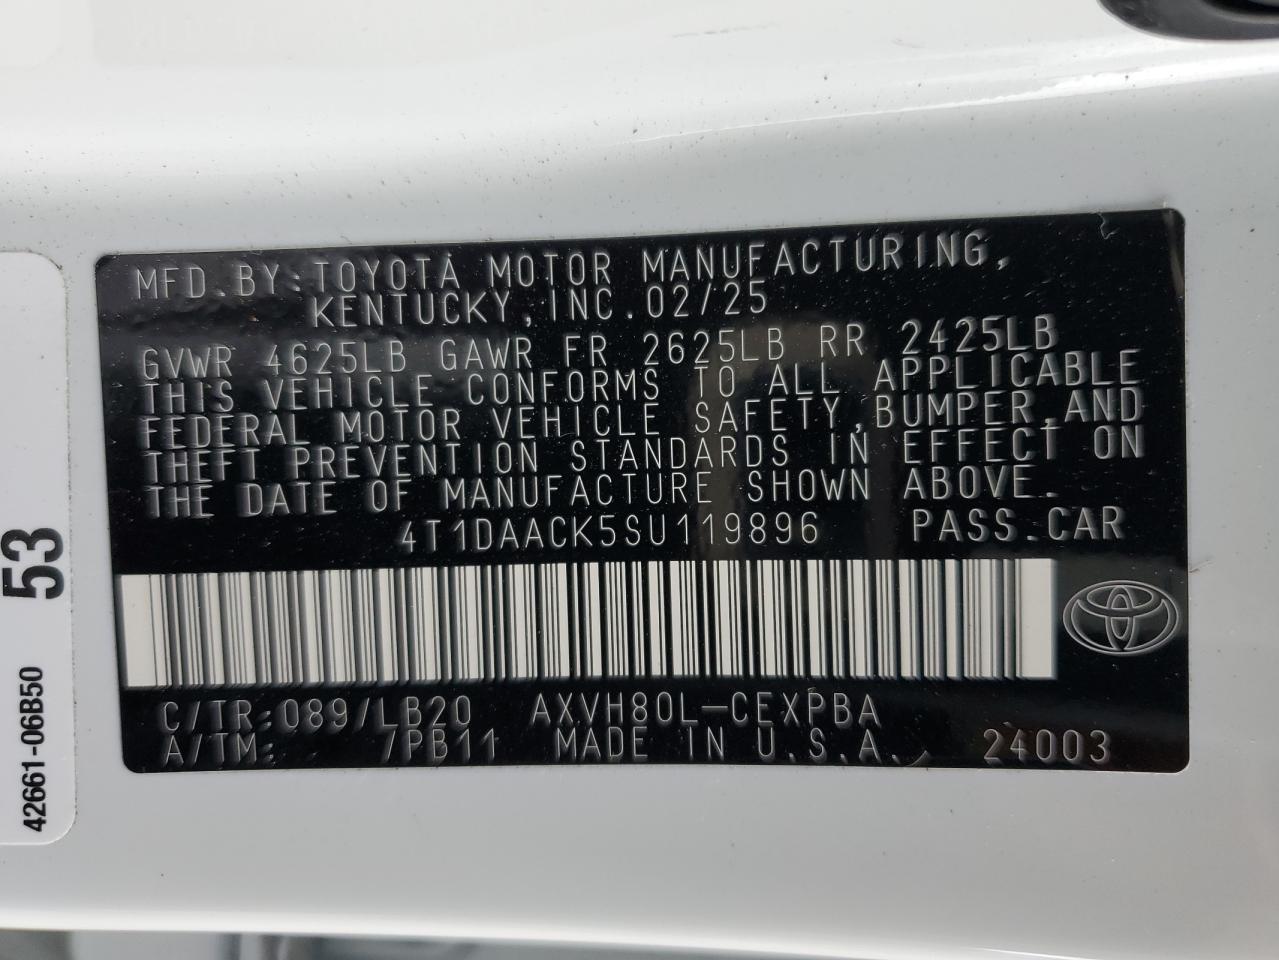 MFD.BY:TOYOTA MOTOR MANUFACTURING,
KENTUCKY,INC.02/25
GVWR 4625LB GAWR FR 2625LB RR 2425LB
THIS VEHICLE CONFORMS TO ALL APPLICABLE
FEDERAL MOTOR VEHICLE SAFETY,BUMPER,AND
THEFT PREVENTION STANDARDS IN EFFECT ON
THE DATE OF MANUFACTURE SHOWN ABOVE.
4T1DAACK5SU119896 PASS.CAR
C/TR:089/LB20 AXVH80L-CEXPBA
A/TM: /PB11 MADE IN U.S.A. 24003
42661-06B50 53